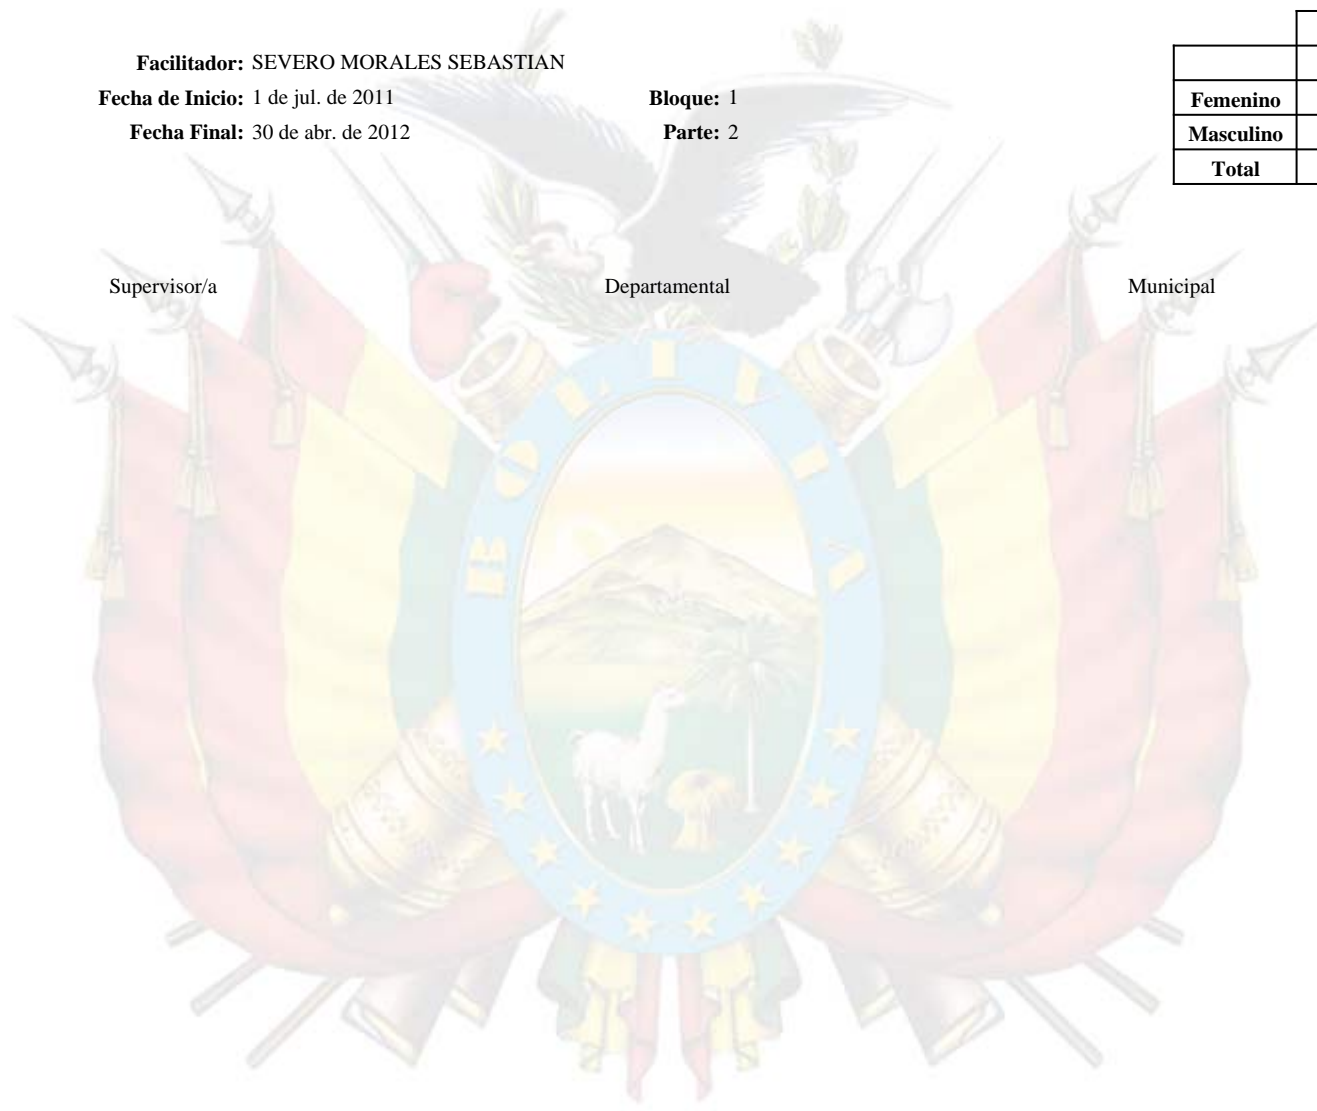 Facilitador: SEVERO MORALES SEBASTIAN
Fecha de Inicio: 1 de jul. de 2011 Bloque: 1
Fecha Final: 30 de abr. de 2012 Parte: 2
Femenino
Masculino
Total
Supervisor/a Departamental Municipal
BOLIVIA